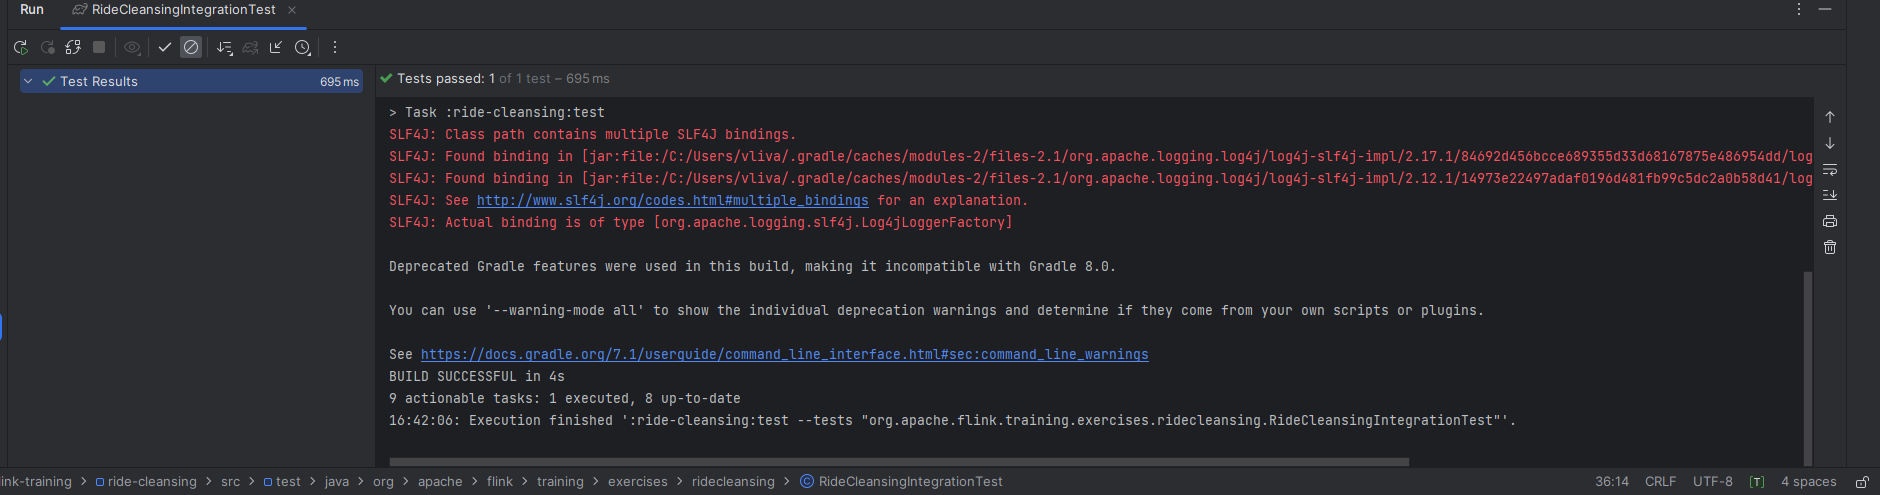 Run RideCleansingIntegrationTest
Test Results 695 ms
Tests passed: 1 of 1 test – 695 ms
> Task :ride-cleansing:test
SLF4J: Class path contains multiple SLF4J bindings.
SLF4J: Found binding in [jar:file:/C:/Users/vliva/.gradle/caches/modules-2/files-2.1/org.apache.logging.log4j/log4j-slf4j-impl/2.17.1/84692d456bcce689355d33d68167875e486954dd/log
SLF4J: Found binding in [jar:file:/C:/Users/vliva/.gradle/caches/modules-2/files-2.1/org.apache.logging.log4j/log4j-slf4j-impl/2.12.1/14973e22497adaf0196d481fb99c5dc2a0b58d41/log
SLF4J: See http://www.slf4j.org/codes.html#multiple_bindings for an explanation.
SLF4J: Actual binding is of type [org.apache.logging.slf4j.Log4jLoggerFactory]
Deprecated Gradle features were used in this build, making it incompatible with Gradle 8.0.
You can use '--warning-mode all' to show the individual deprecation warnings and determine if they come from your own scripts or plugins.
See https://docs.gradle.org/7.1/userguide/command_line_interface.html#sec:command_line_warnings
BUILD SUCCESSFUL in 4s
9 actionable tasks: 1 executed, 8 up-to-date
16:42:06: Execution finished ':ride-cleansing:test --tests "org.apache.flink.training.exercises.ridecleansing.RideCleansingIntegrationTest"'.
ink-training > ride-cleansing > src > test > java > org > apache > flink > training > exercises > ridecleansing > RideCleansingIntegrationTest 36:14 CRLF UTF-8 [T] 4 spaces